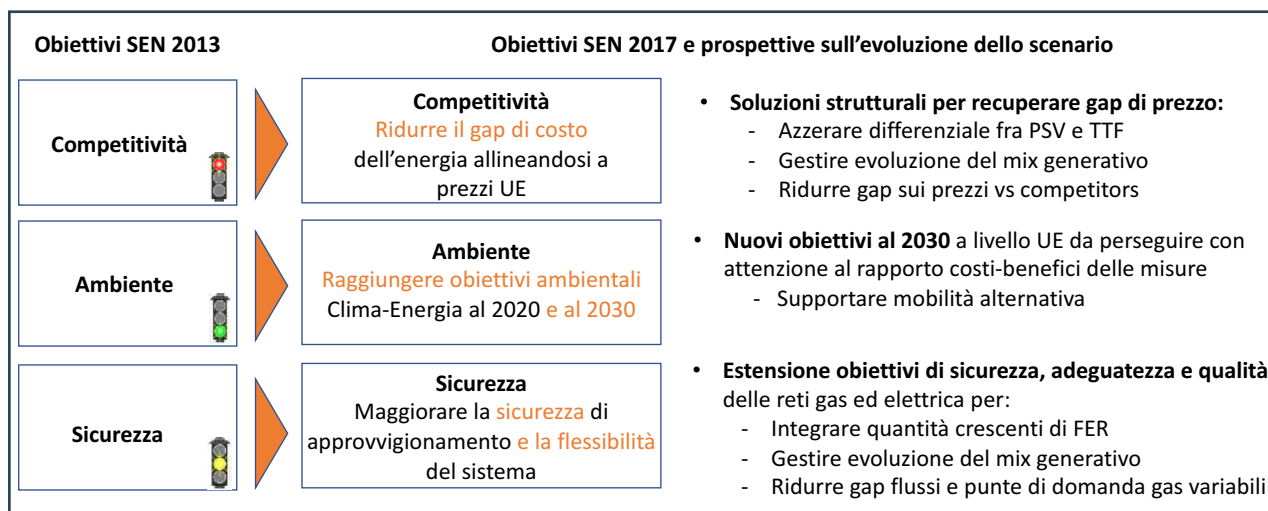 Obiettivi SEN 2013
Obiettivi SEN 2017 e prospettive sull'evoluzione dello scenario
Competitività
Competitività
Ridurre il gap di costo
dell'energia allineandosi a
prezzi UE
• Soluzioni strutturali per recuperare gap di prezzo:
- Azzerare differenziale fra PSV e TTF
- Gestire evoluzione del mix generativo
- Ridurre gap sui prezzi vs competitors
Ambiente
Ambiente
Raggiungere obiettivi ambientali
Clima-Energia al 2020 e al 2030
• Nuovi obiettivi al 2030 a livello UE da perseguire con
attenzione al rapporto costi-benefici delle misure
- Supportare mobilità alternativa
Sicurezza
Sicurezza
Maggiorare la sicurezza di
approvvigionamento e la flessibilità
del sistema
• Estensione obiettivi di sicurezza, adeguatezza e qualità
delle reti gas ed elettrica per:
- Integrare quantità crescenti di FER
- Gestire evoluzione del mix generativo
- Ridurre gap flussi e punte di domanda gas variabili